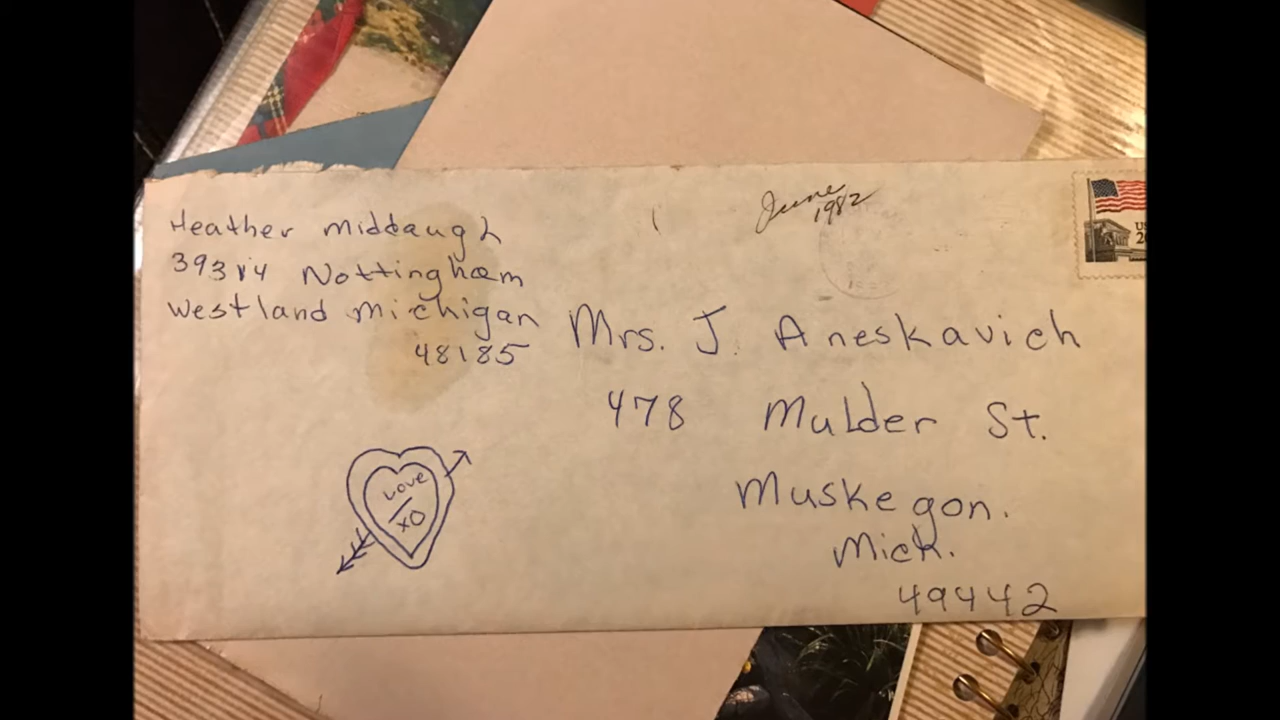 Heather Middaugh
39314 Nottingham
Westland Michigan
48185
June
1982
US
Mrs. J. Aneskavich
478 Mulder St.
Muskegon.
Mich.
49442
Love
XO